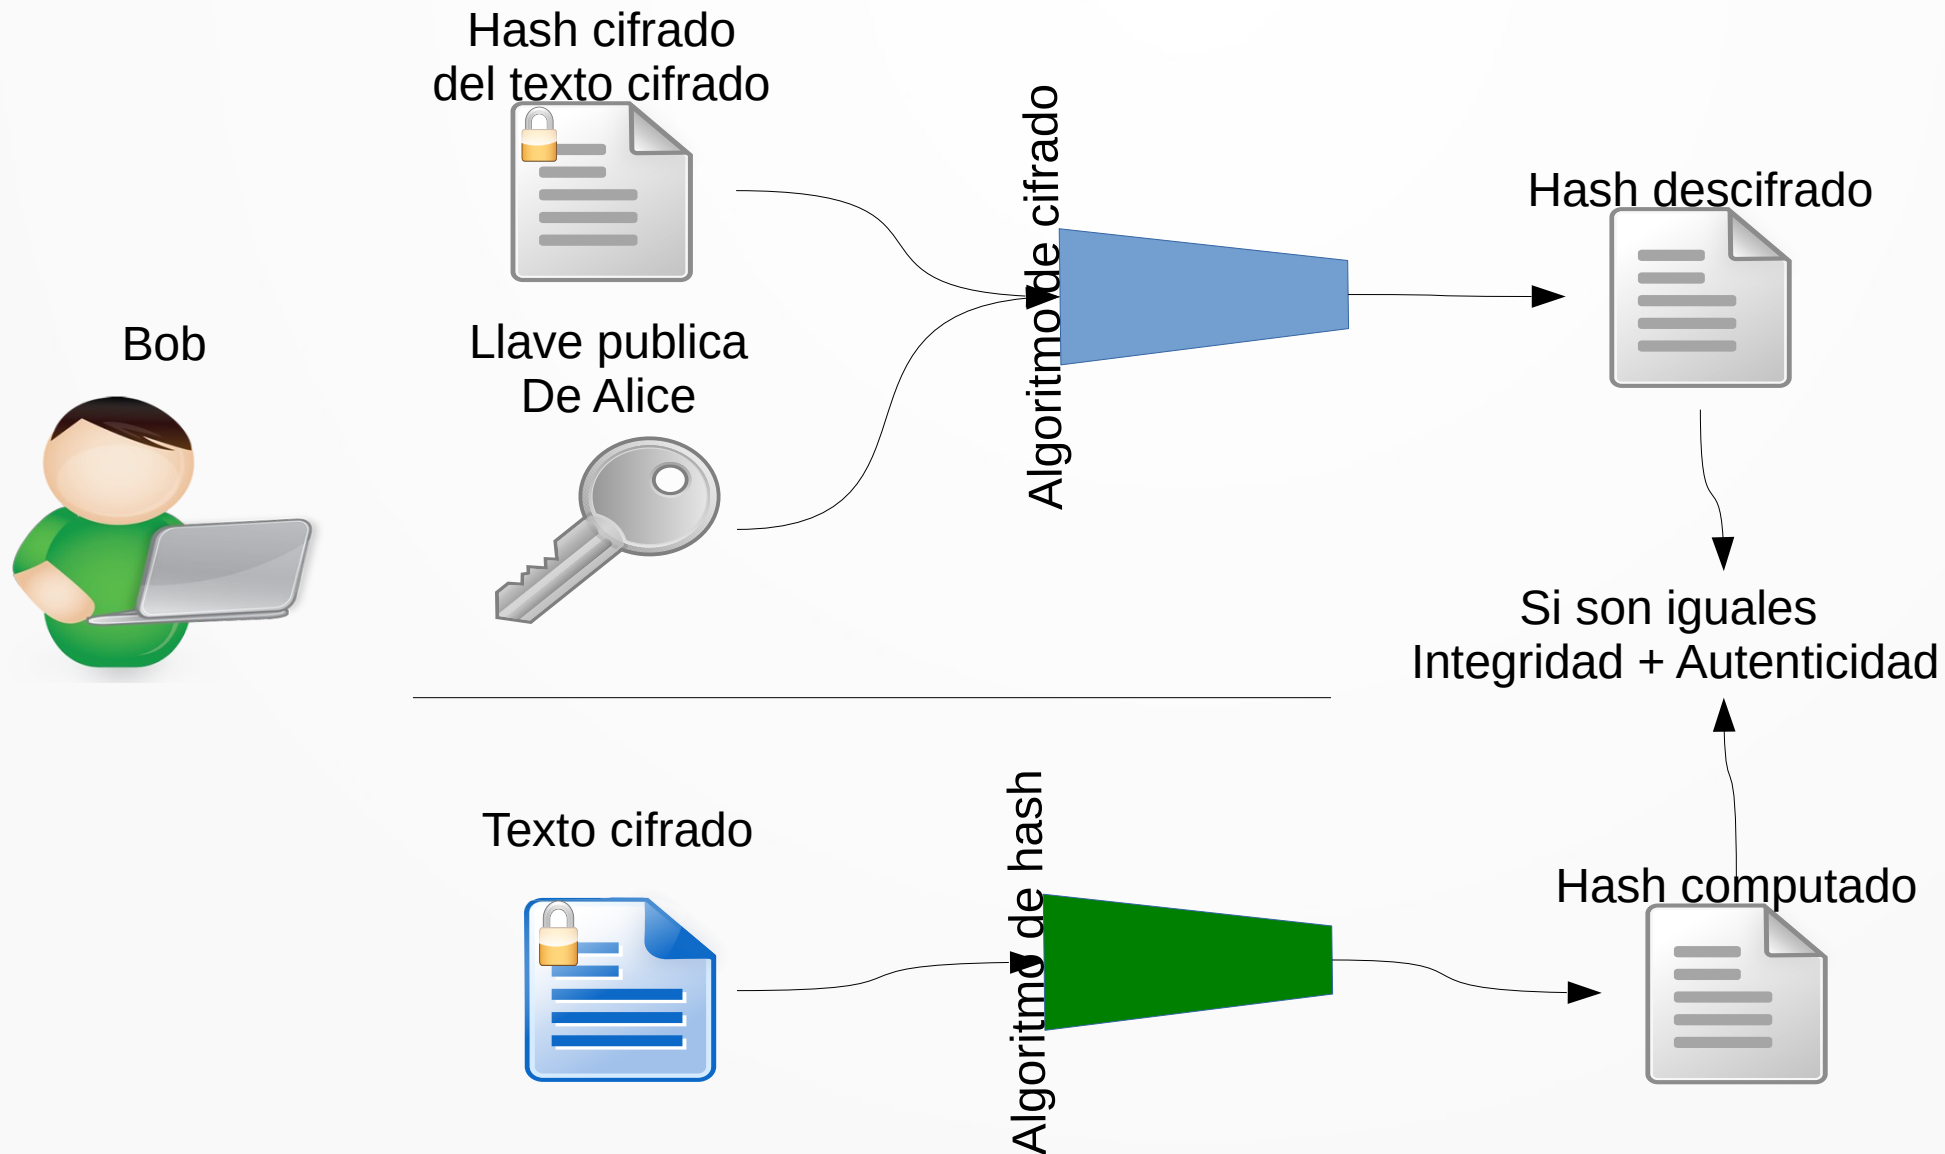 Hash cifrado
del texto cifrado
Algoritmo de cifrado
Hash descifrado
Bob
Llave publica
De Alice
Si son iguales
Integridad + Autenticidad
Texto cifrado
Algoritmo de hash
Hash computado